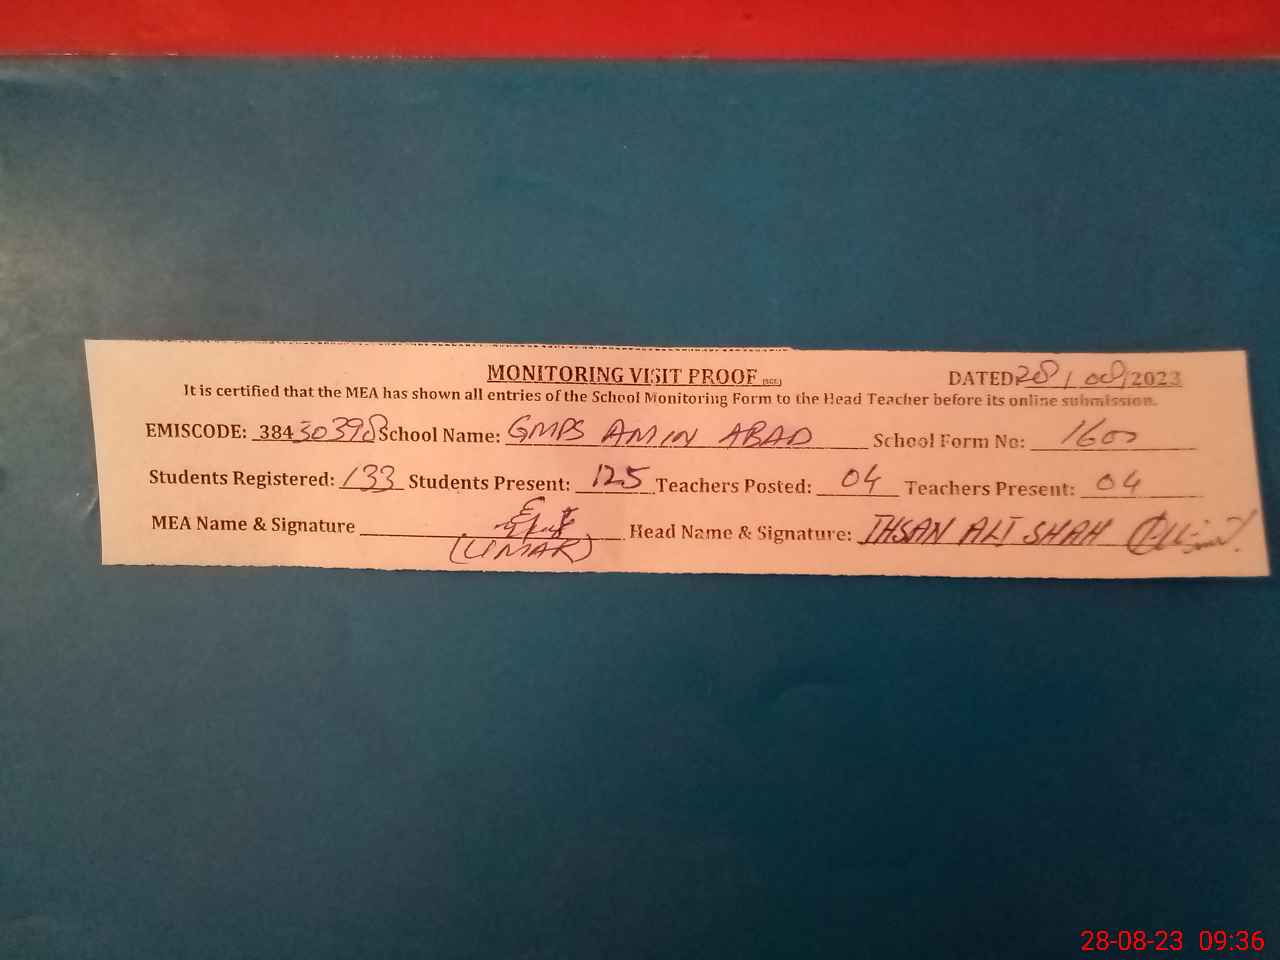 MONITORING VISIT PROOF
DATED 28/08/2023
It is certified that the MEA has shown all entries of the School Monitoring Form to the Head Teacher before its online submission.
EMISCODE: 38430398 School Name: GMPS AMIN ABAD School Form No: 1600
Students Registered: 133 Students Present: 125 Teachers Posted: 04 Teachers Present: 04
MEA Name & Signature Head Name & Signature: IHSAN ALI SHAH
(UMAR)
28-08-23 09:36